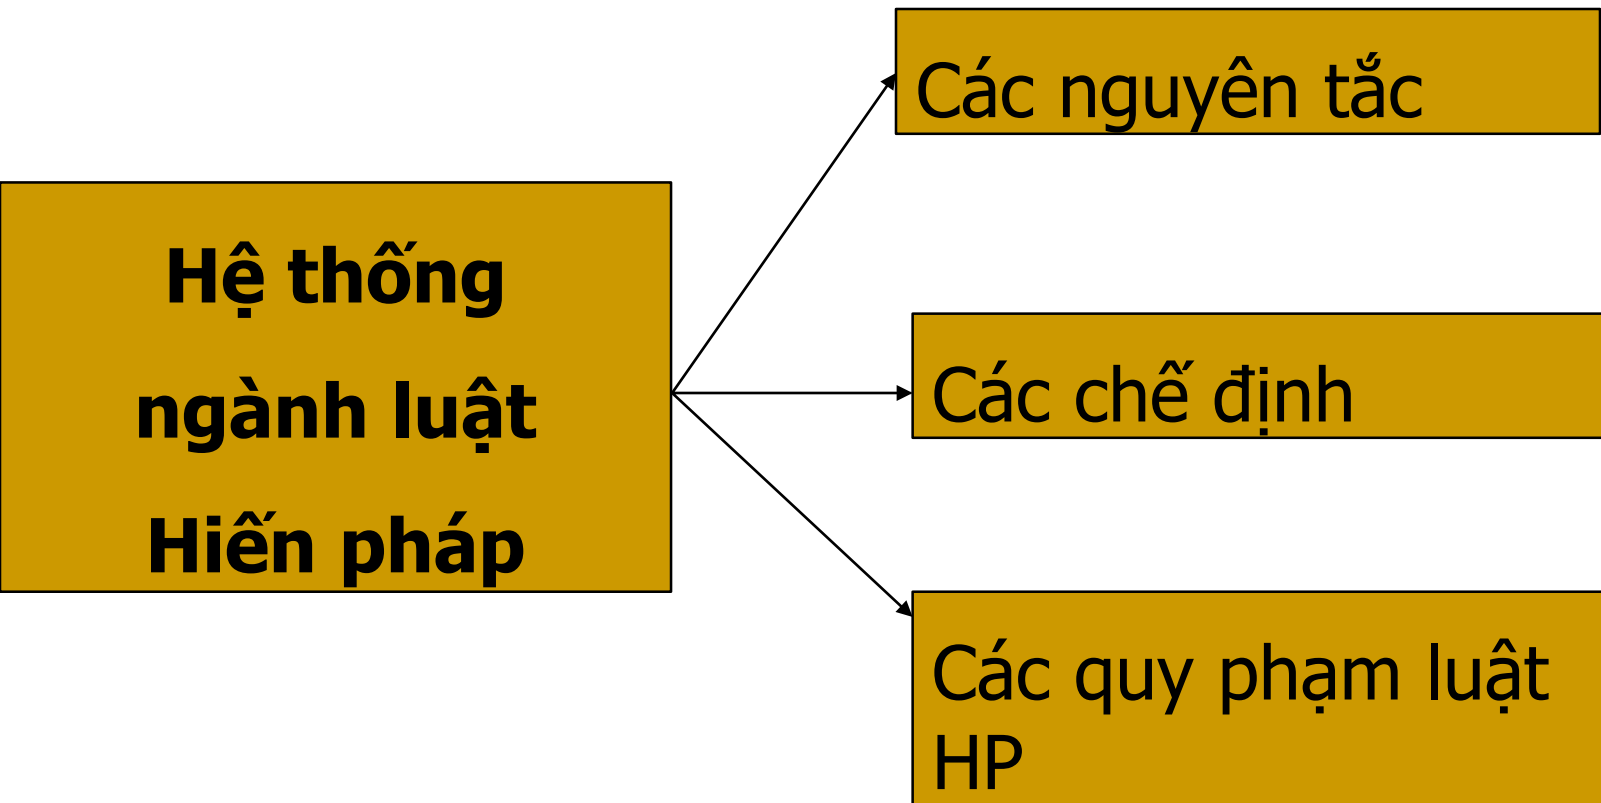 Các nguyên tắc
Hệ thống
ngành luật
Hiến pháp
Các chế định
Các quy phạm luật
HP